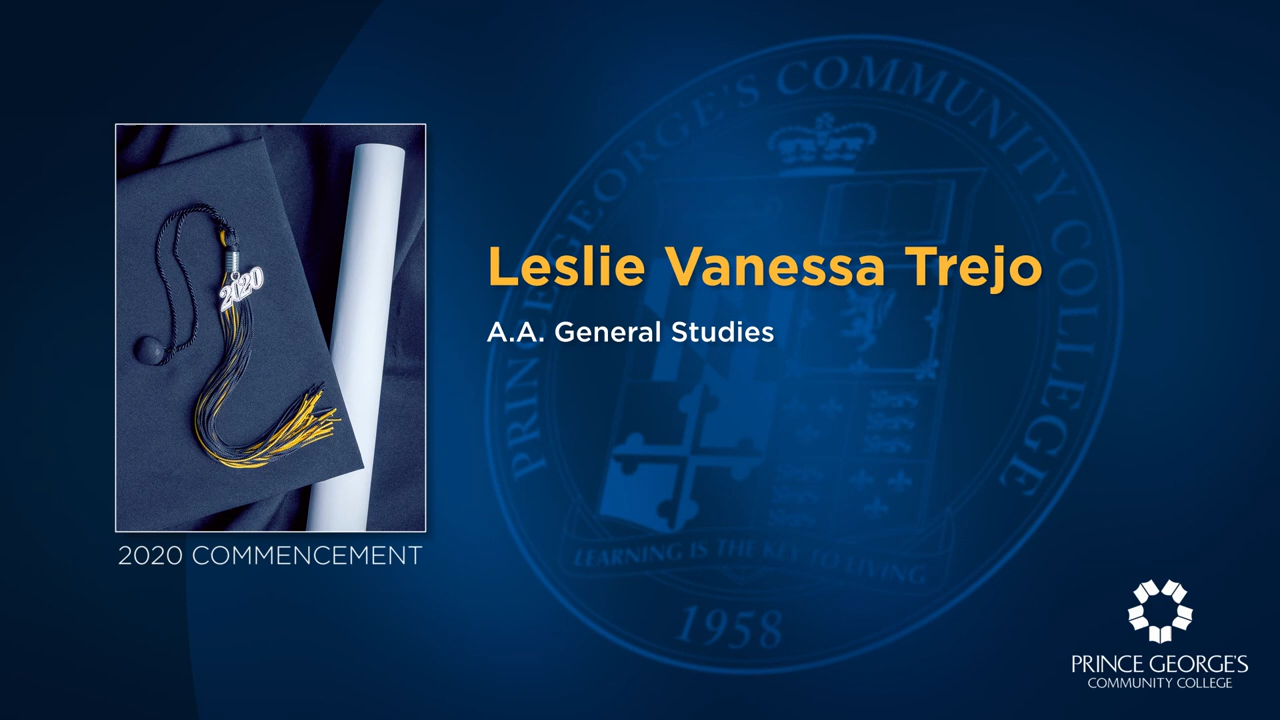 PRINCE GEORGE'S COMMUNITY COLLEGE
2020
Leslie Vanessa Trejo
A.A. General Studies
LEARNING IS THE KEY TO LIVING
1958
2020 COMMENCEMENT
PRINCE GEORGE'S
COMMUNITY COLLEGE